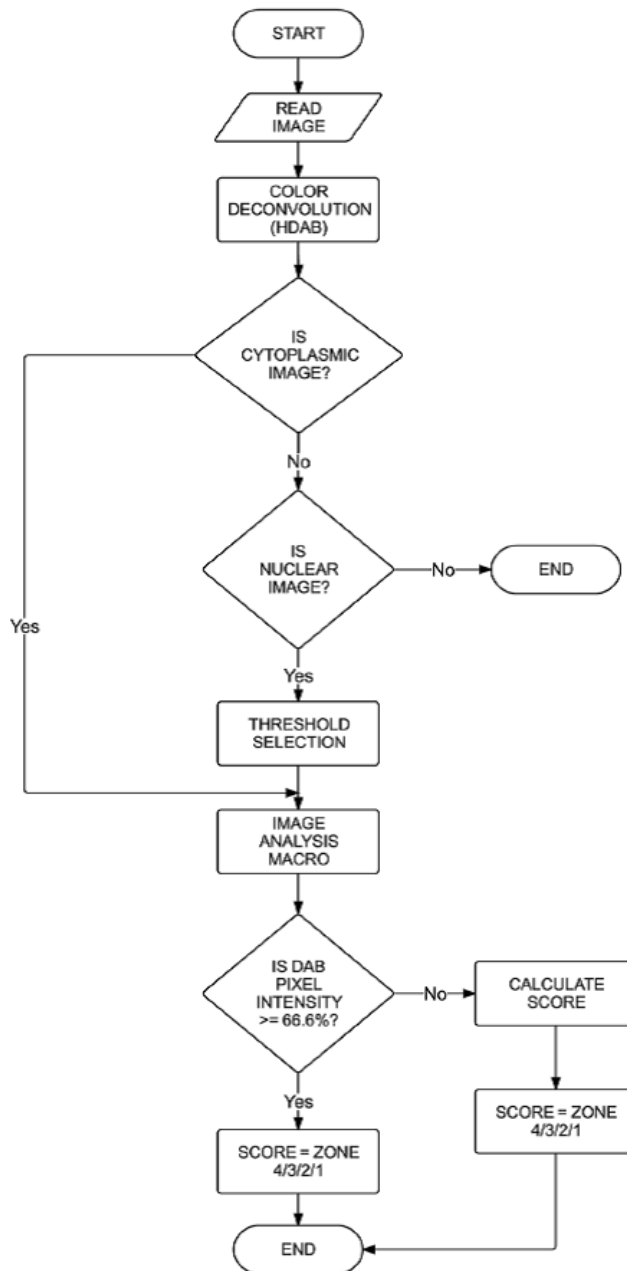 START
READ
IMAGE
COLOR
DECONVOLUTION
(HDAB)
IS
CYTOPLASMIC
IMAGE?
No
IS
NUCLEAR
IMAGE?
No
END
Yes
Yes
THRESHOLD
SELECTION
IMAGE
ANALYSIS
MACRO
IS DAB
PIXEL
INTENSITY
>= 66.6%?
No
CALCULATE
SCORE
Yes
SCORE = ZONE
4/3/2/1
SCORE = ZONE
4/3/2/1
END